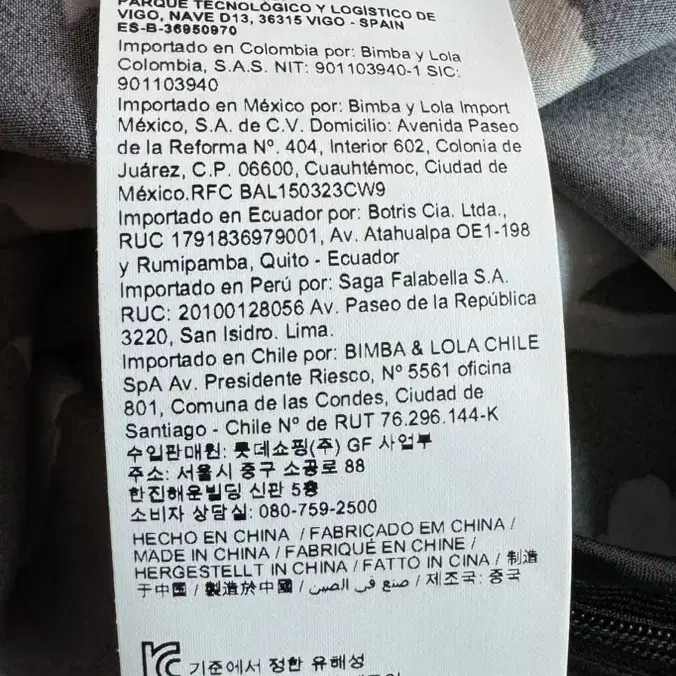 PARQUE TECNOLÓGICO Y LOGÍSTICO DE
VIGO, NAVE D13, 36315 VIGO - SPAIN
ES-B-36950970
Importado en Colombia por: Bimba y Lola
Colombia, S.A.S. NIT: 901103940-1 SIC:
901103940
Importado en México por: Bimba y Lola Import
México, S.A. de C.V. Domicilio: Avenida Paseo
de la Reforma Nº. 404, Interior 602, Colonia de
Juárez, C.P. 06600, Cuauhtémoc, Ciudad de
México.RFC BAL150323CW9
Importado en Ecuador por: Botris Cia. Ltda.,
RUC 1791836979001, Av. Atahualpa OE1-198
y Rumipamba, Quito - Ecuador
Importado en Perú por: Saga Falabella S.A.
RUC: 20100128056 Av. Paseo de la República
3220, San Isidro. Lima.
Importado en Chile por: BIMBA & LOLA CHILE
SpA Av. Presidente Riesco, Nº 5561 oficina
801, Comuna de las Condes, Ciudad de
Santiago - Chile Nº de RUT 76.296.144-K
수입판매원: 롯데쇼핑(주) GF 사업부
주소: 서울시 중구 소공로 88
한진해운빌딩 신관 5층
소비자 상담실: 080-759-2500
HECHO EN CHINA / FABRICADO EM CHINA /
MADE IN CHINA / FABRIQUÉ EN CHINE /
HERGESTELLT IN CHINA / FATTO IN CINA / 制造
于中国 / 製造於中國 / صنع في الصين / 제조국: 중국
KC 기준에서 정한 유해성